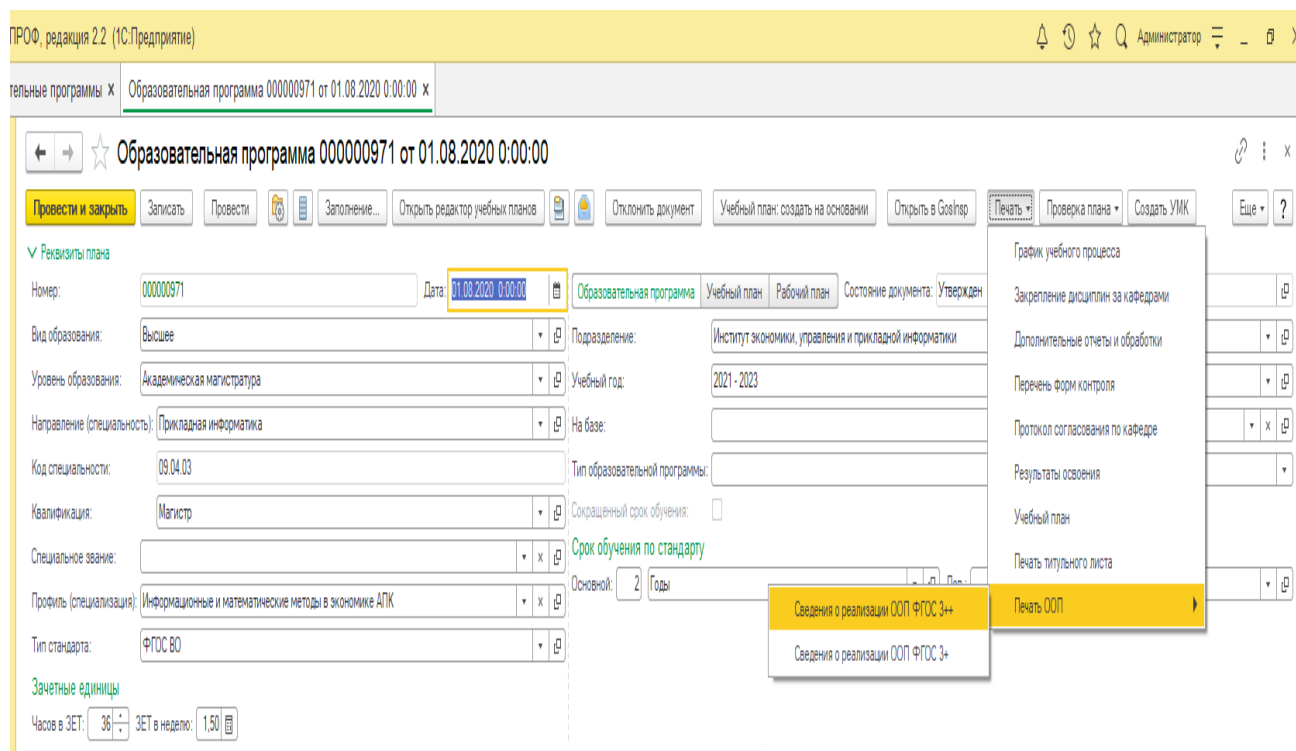 ПРОФ, редакция 2.2 (1С:Предприятие) Администратор
тельные программы × Образовательная программа 000000971 от 01.08.2020 0:00:00 ×
Образовательная программа 000000971 от 01.08.2020 0:00:00
Провести и закрыть Записать Провести Заполнение... Открыть редактор учебных планов Отклонить документ Учебный план: создать на основании Открыть в GosInsp Печать Проверка плана Создать УМК Еще ?
Реквизиты плана График учебного процесса
Номер: 000000971 Дата: 01.08.2020 0:00:00 Образовательная программа Учебный план Рабочий план Состояние документа: Утвержден Закрепление дисциплин за кафедрами
Вид образования: Высшее Подразделение: Институт экономики, управления и прикладной информатики Дополнительные отчеты и обработки
Уровень образования: Академическая магистратура Учебный год: 2021 - 2023 Перечень форм контроля
Направление (специальность): Прикладная информатика На базе: Протокол согласования по кафедре
Код специальности: 09.04.03 Тип образовательной программы: Результаты освоения
Квалификация: Магистр Сокращенный срок обучения: Учебный план
Специальное звание: Срок обучения по стандарту Печать титульного листа
Основной: 2 Годы
Профиль (специализация): Информационные и математические методы в экономике АПК Сведения о реализации ООП ФГОС 3++ Печать ООП
Тип стандарта: ФГОС ВО Сведения о реализации ООП ФГОС 3+
Зачетные единицы
Часов в ЗЕТ: 36 ЗЕТ в неделю: 1,50